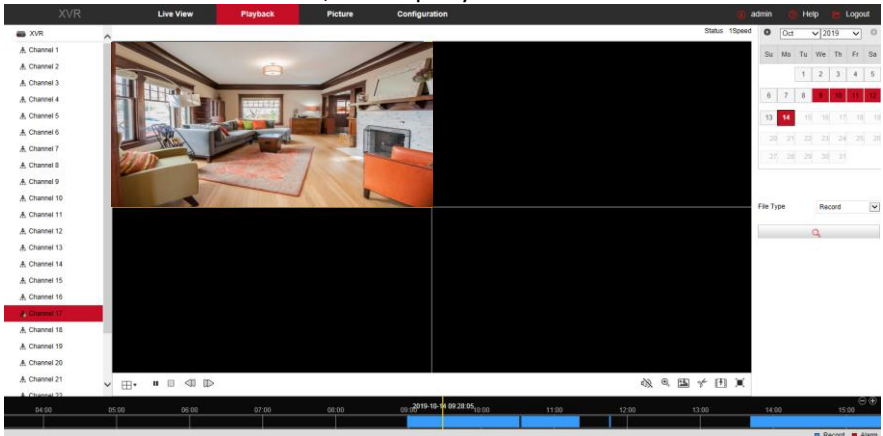 XVR Live View Playback Picture Configuration admin Help Logout
XVR
Channel 1
Channel 2
Channel 3
Channel 4
Channel 5
Channel 6
Channel 7
Channel 8
Channel 9
Channel 10
Channel 11
Channel 12
Channel 13
Channel 14
Channel 15
Channel 16
Channel 17
Channel 18
Channel 19
Channel 20
Channel 21
Channel 22
Status 1Speed
Oct 2019
Su Mo Tu We Th Fr Sa
1 2 3 4 5
6 7 8 9 10 11 12
13 14 15 16 17 18 19
20 21 22 23 24 25 26
27 28 29 30 31
File Type Record
2019-10-14 09:28:05
04:00 05:00 06:00 07:00 08:00 09:00 10:00 11:00 12:00 13:00 14:00 15:00
Record Alarm